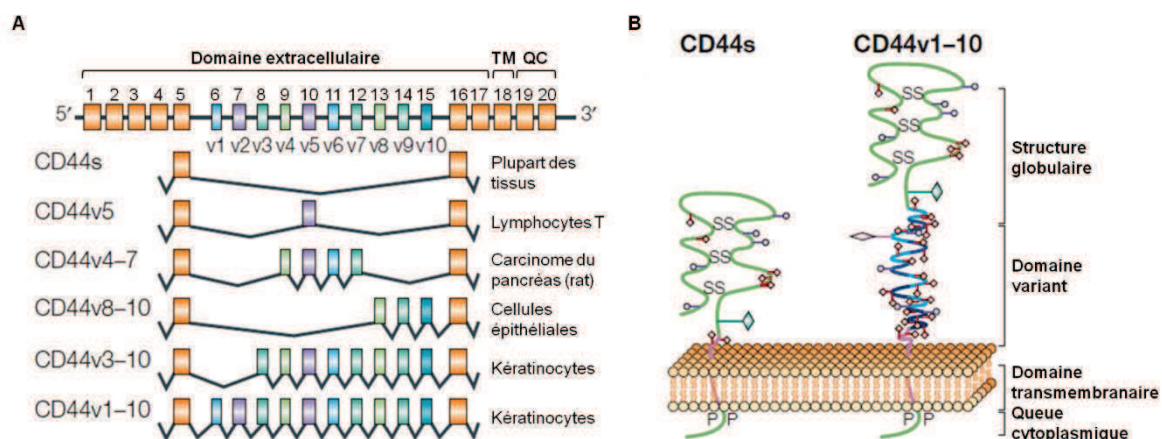 A
Domaine extracellulaire
TM
QC
1 2 3 4 5 6 7 8 9 10 11 12 13 14 15 16 17 18 19 20
5′
3′
v1 v2 v3 v4 v5 v6 v7 v8 v9 v10
CD44s
Plupart des
tissus
CD44v5
Lymphocytes T
CD44v4–7
Carcinome du
pancréas (rat)
CD44v8–10
Cellules
épithéliales
CD44v3–10
Kératinocytes
CD44v1–10
Kératinocytes
B
CD44s
SS
SS
SS
P P
CD44v1–10
SS
SS
SS
P P
Structure
globulaire
Domaine
variant
Domaine
transmembranaire
Queue
cytoplasmique